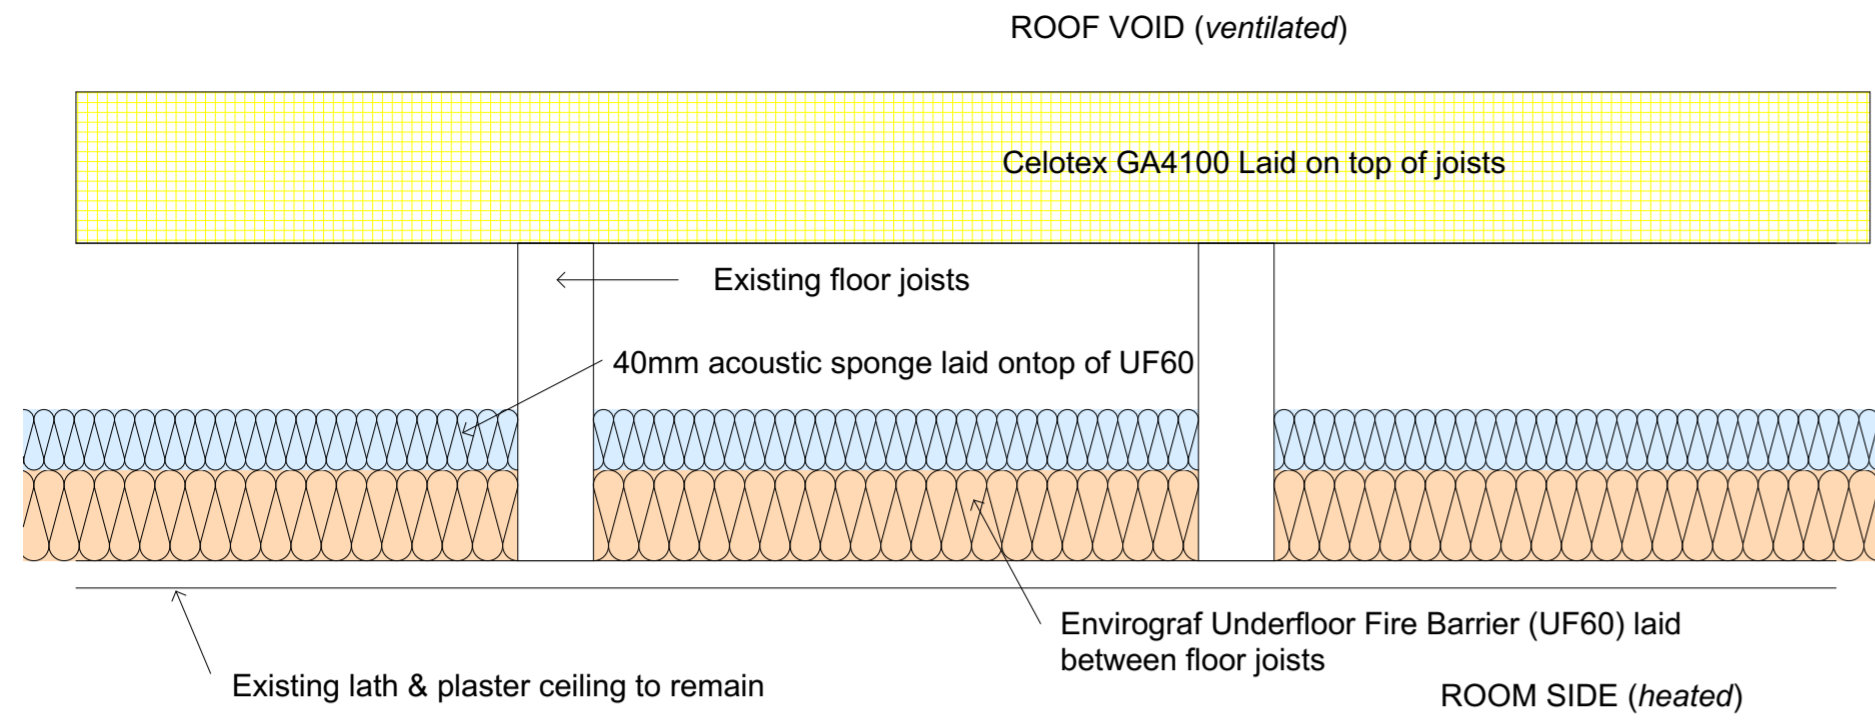 ROOF VOID (ventilated)
Celotex GA4100 Laid on top of joists
Existing floor joists
40mm acoustic sponge laid ontop of UF60
Envirograf Underfloor Fire Barrier (UF60) laid
between floor joists
Existing lath & plaster ceiling to remain
ROOM SIDE (heated)